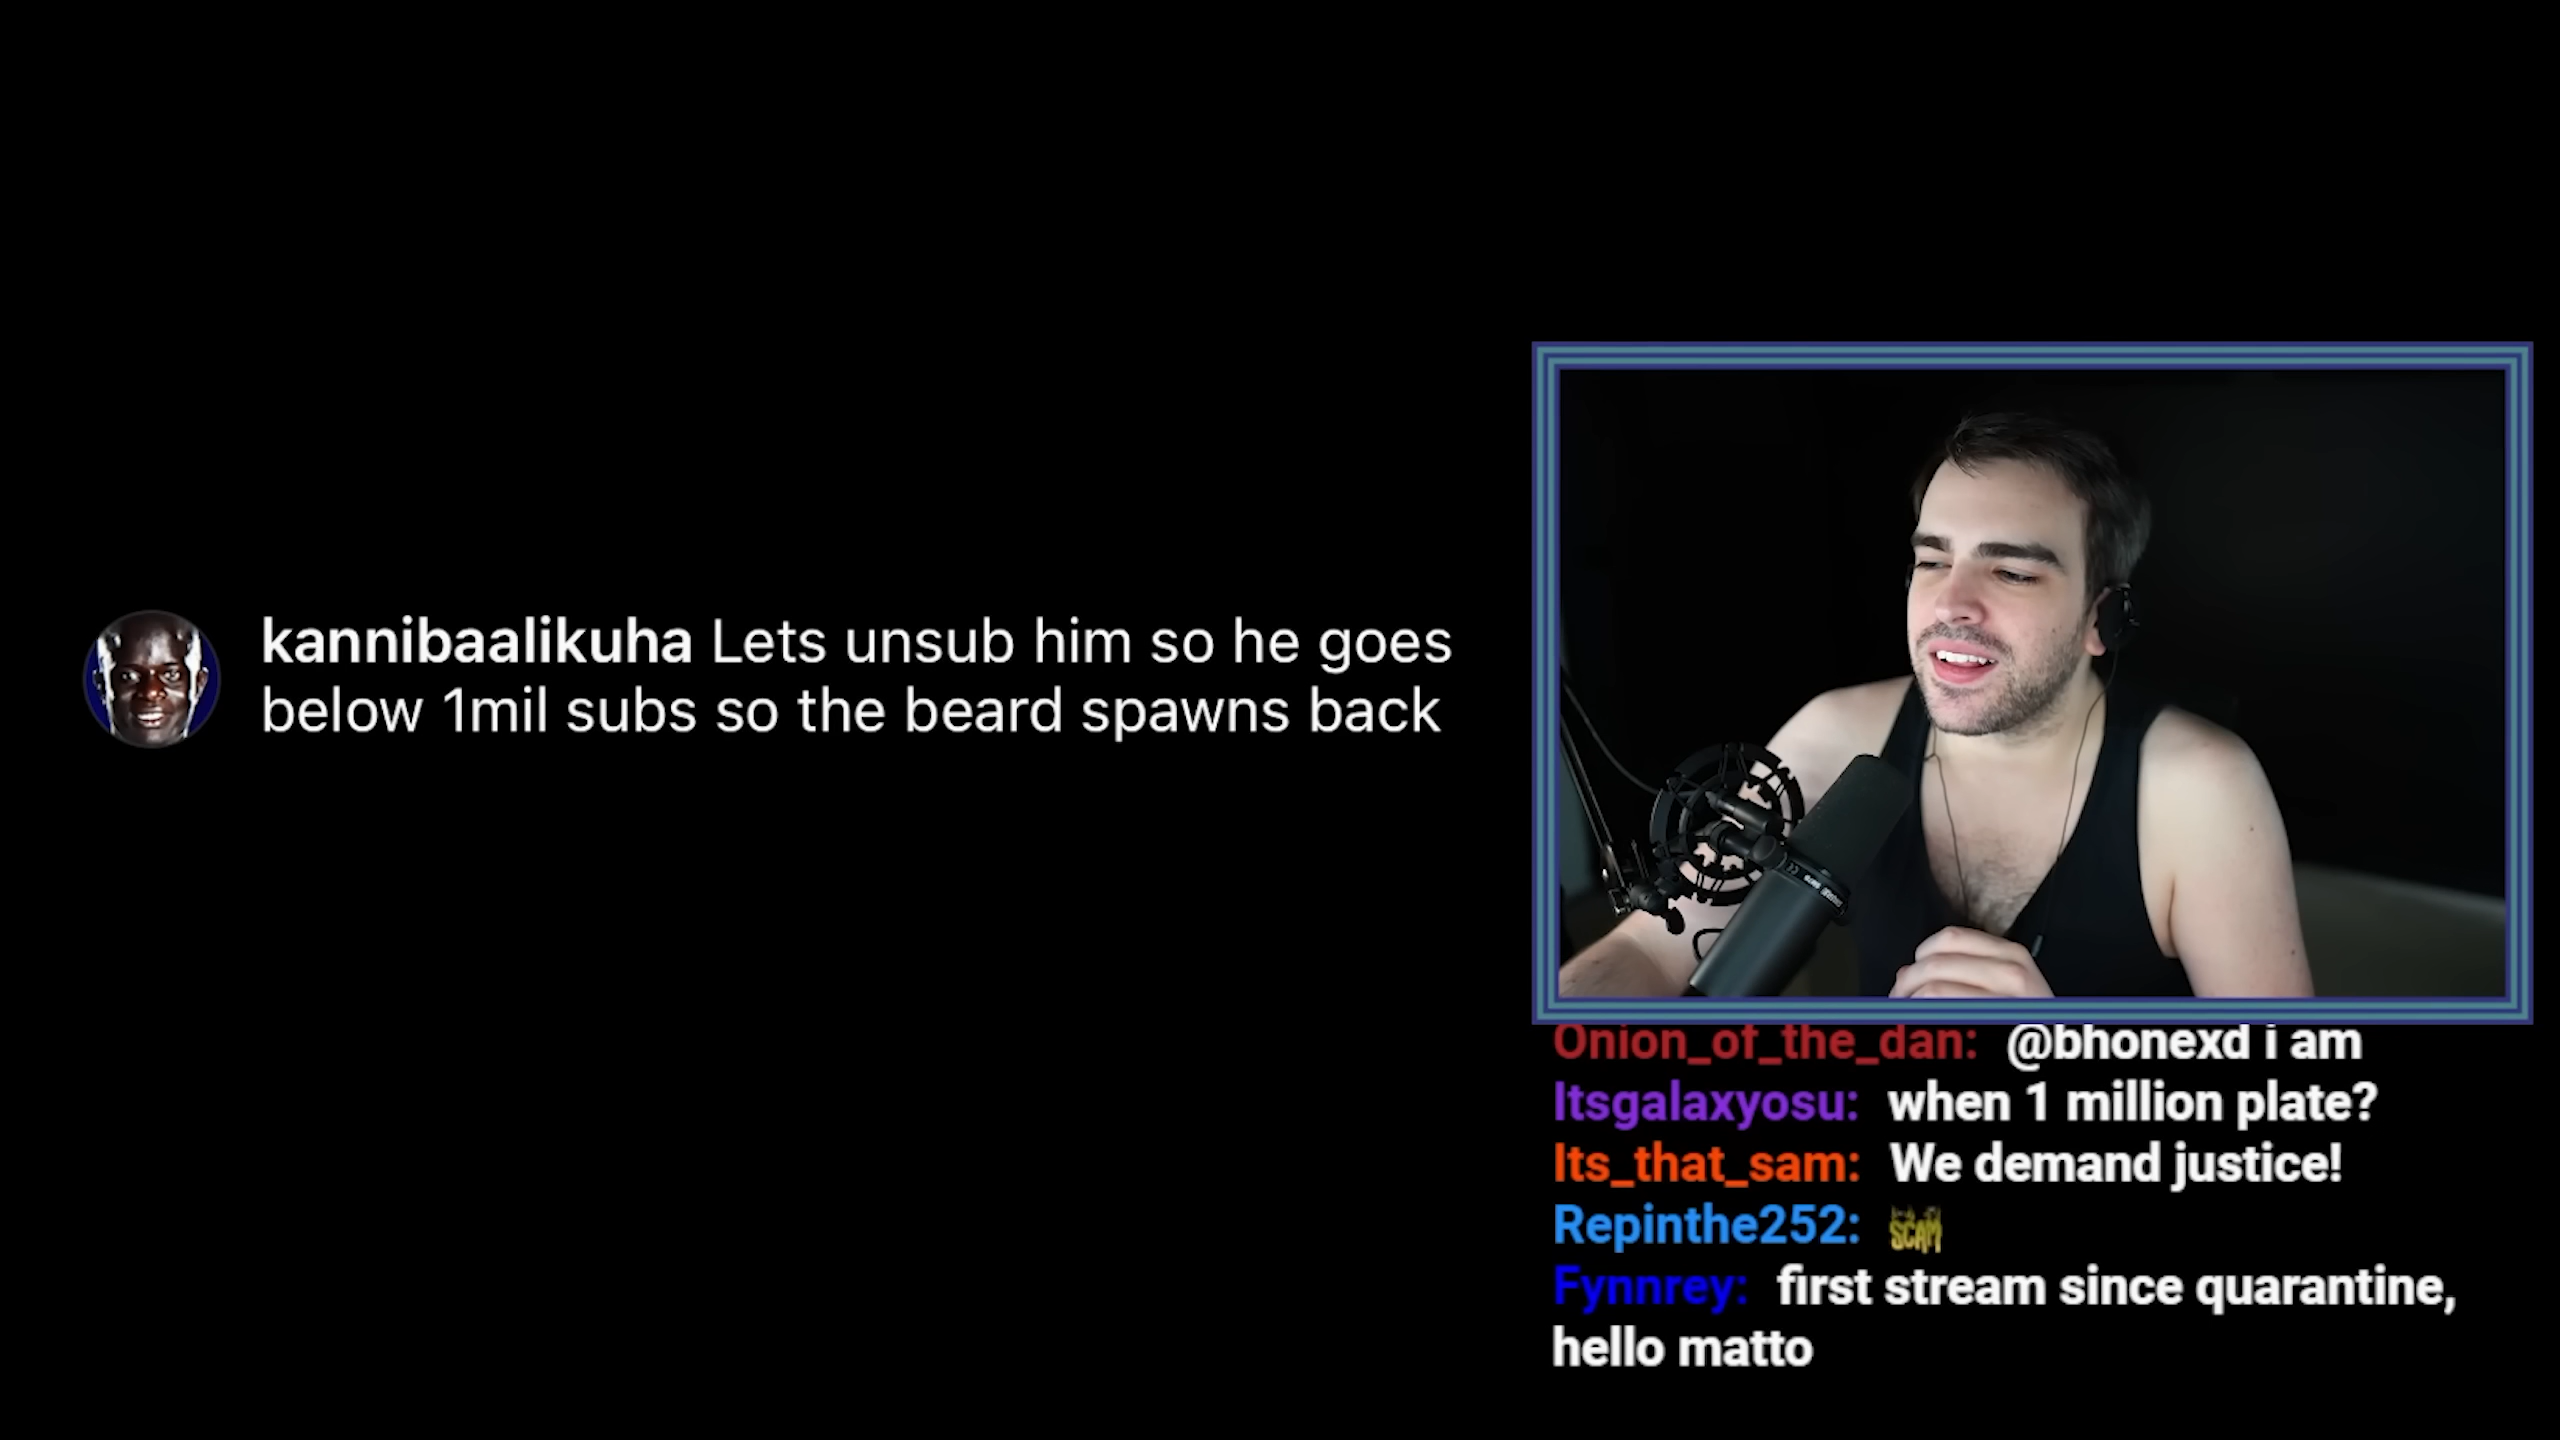 kannibaalikuha Lets unsub him so he goes
below 1mil subs so the beard spawns back
Onion_of_the_dan: @bhonexd i am
Itsgalaxyosu: when 1 million plate?
Its_that_sam: We demand justice!
Repinthe252: SCAM
Fynnrey: first stream since quarantine,
hello matto